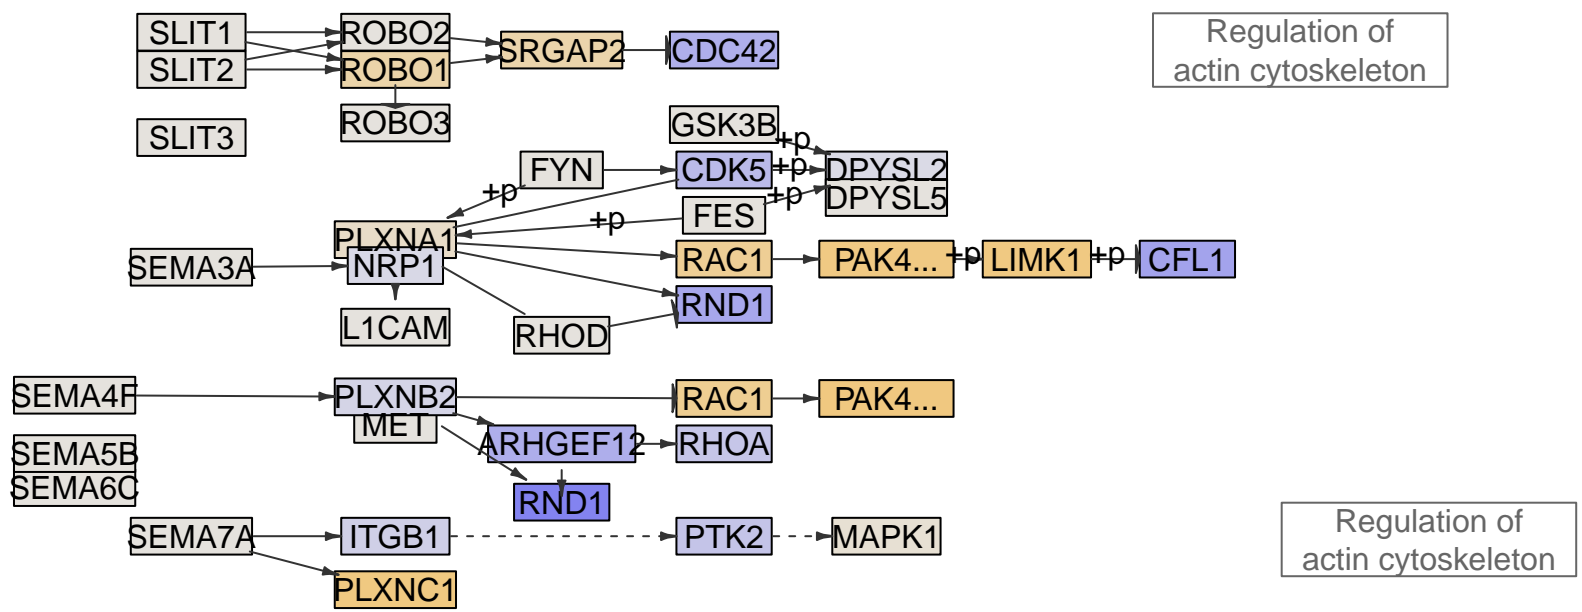 SLIT1
ROBO2
SRGAP2
CDC42
Regulation of
actin cytoskeleton
SLIT2
ROBO1
SLIT3
ROBO3
GSK3B
+p
FYN
CDK5
+p
DPYSL2
+p
FES
+p
DPYSL5
PLXNA1
+p
SEMA3A
NRP1
RAC1
PAK4...
+p
LIMK1
+p
CFL1
RND1
L1CAM
RHOD
SEMA4F
PLXNB2
RAC1
PAK4...
MET
ARHGEF12
RHOA
SEMA5B
SEMA6C
RND1
SEMA7A
ITGB1
PTK2
MAPK1
Regulation of
actin cytoskeleton
PLXNC1